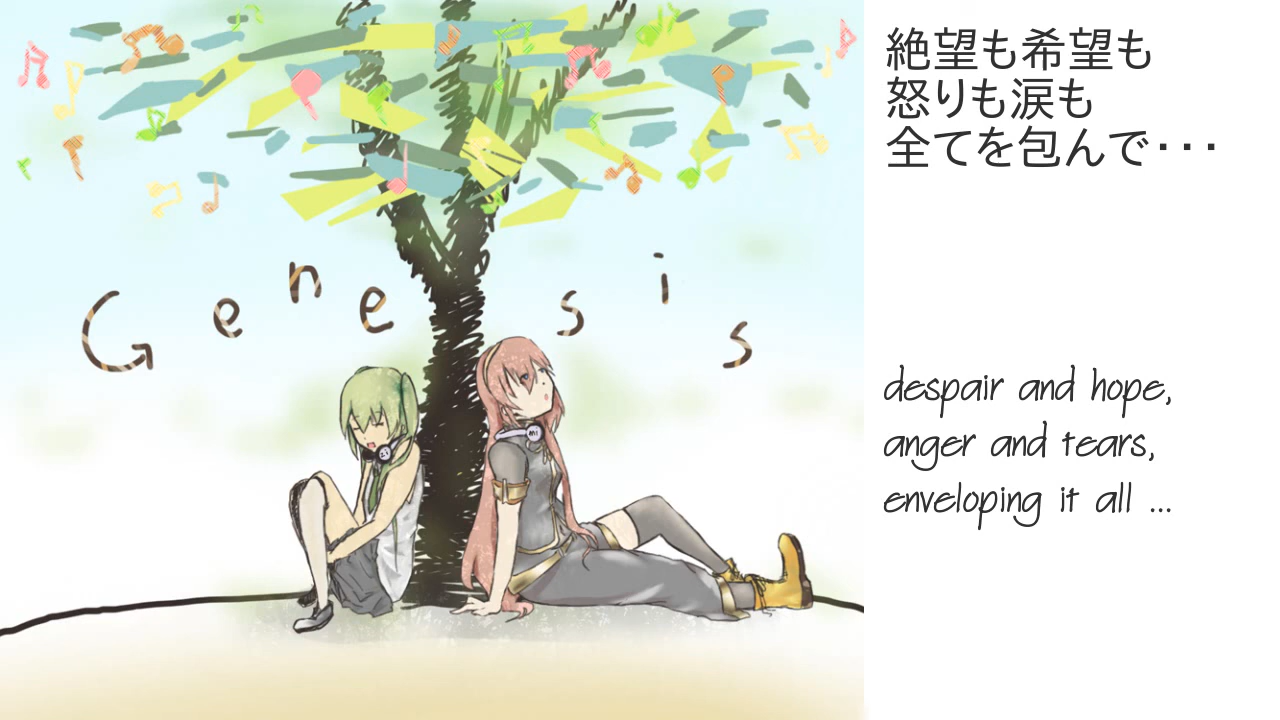 Genesis
絶望も希望も
怒りも涙も
全てを包んで･･･
despair and hope,
anger and tears,
enveloping it all ...